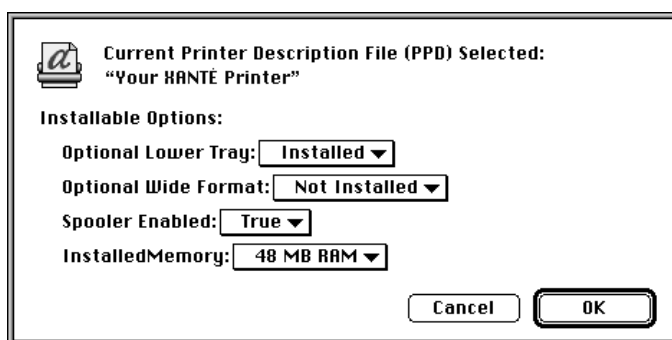 Current Printer Description File (PPD) Selected:
“Your XANTÉ Printer”
Installable Options:
Optional Lower Tray: Installed
Optional Wide Format: Not Installed
Spooler Enabled: True
InstalledMemory: 48 MB RAM
Cancel OK